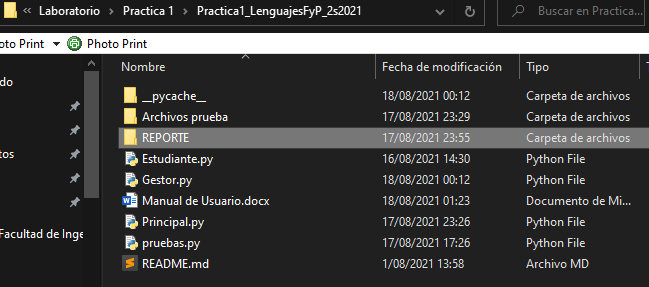 Laboratorio > Practica 1 > Practica1_LenguajesFyP_2s2021 Buscar en Practica...
oto Print Photo Print
Nombre Fecha de modificación Tipo
do
__pycache__ 18/08/2021 00:12 Carpeta de archivos
Archivos prueba 17/08/2021 23:29 Carpeta de archivos
REPORTE 17/08/2021 23:55 Carpeta de archivos
tos Estudiante.py 16/08/2021 14:30 Python File
Gestor.py 18/08/2021 00:12 Python File
s Manual de Usuario.docx 18/08/2021 01:23 Documento de Mi...
Facultad de Inge Principal.py 17/08/2021 23:26 Python File
pruebas.py 17/08/2021 17:26 Python File
README.md 1/08/2021 13:58 Archivo MD